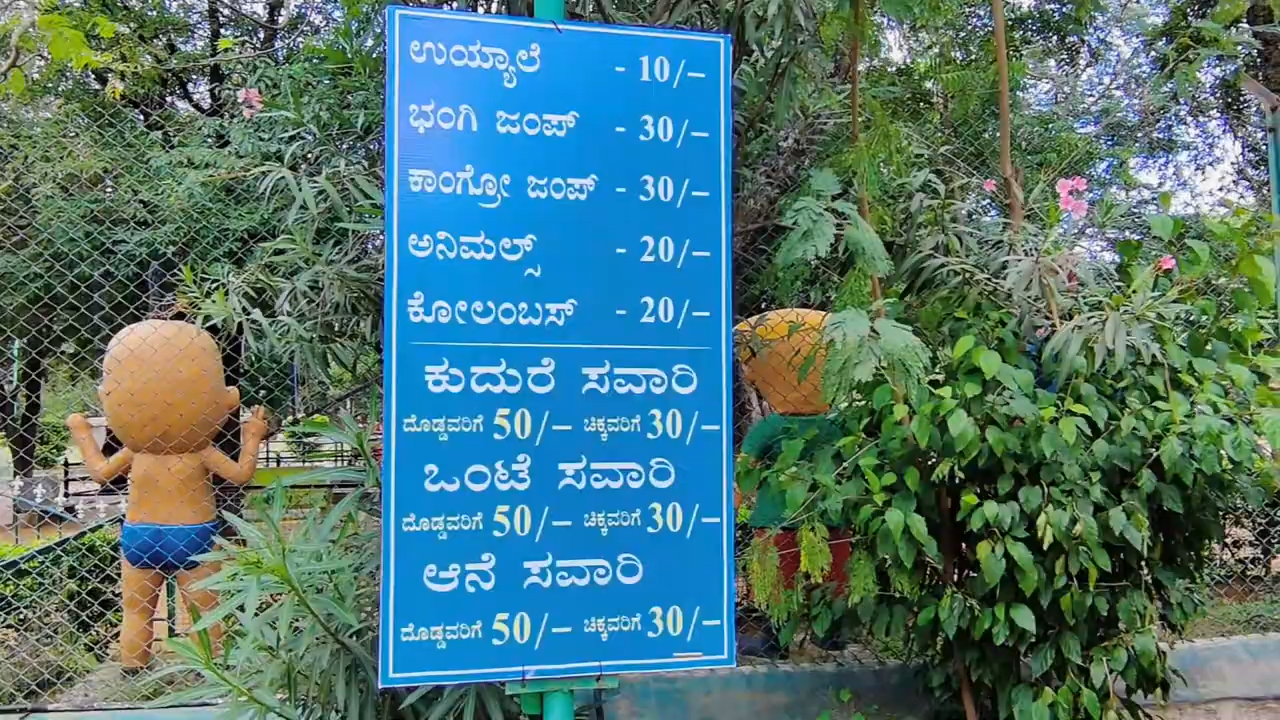 ಉಯ್ಯಾಲೆ - 10/–
ಭಂಗಿ ಜಂಪ್ - 30/–
ಕಾಂಗ್ರೋ ಜಂಪ್ - 30/–
ಅನಿಮಲ್ಸ್ - 20/–
ಕೋಲಂಬಸ್ - 20/–
ಕುದುರೆ ಸವಾರಿ
ದೊಡ್ಡವರಿಗೆ 50/– ಚಿಕ್ಕವರಿಗೆ 30/–
ಒಂಟೆ ಸವಾರಿ
ದೊಡ್ಡವರಿಗೆ 50/– ಚಿಕ್ಕವರಿಗೆ 30/–
ಆನೆ ಸವಾರಿ
ದೊಡ್ಡವರಿಗೆ 50/– ಚಿಕ್ಕವರಿಗೆ 30/–